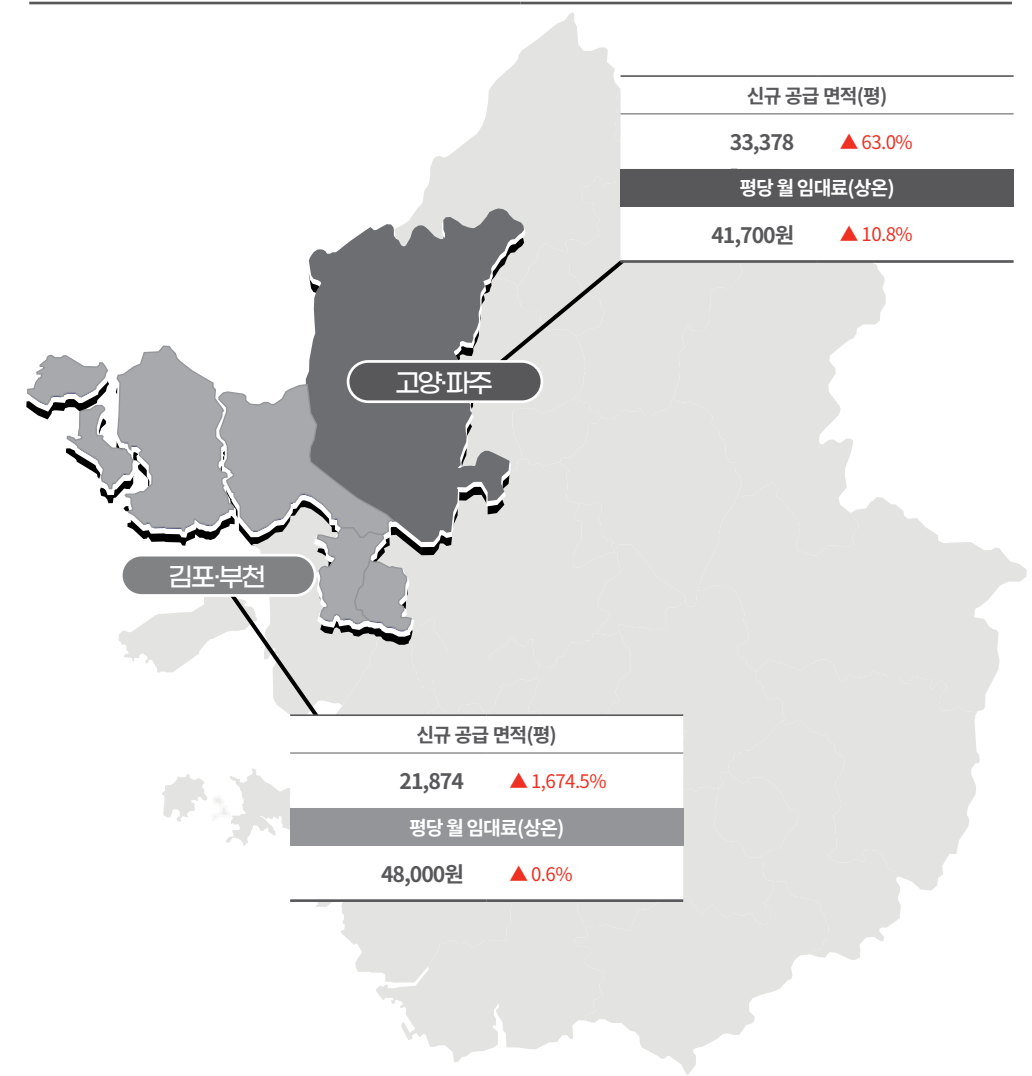 신규 공급 면적(평)
33,378 ▲ 63.0%
평당 월 임대료(상온)
41,700원 ▲ 10.8%
고양·파주
김포·부천
신규 공급 면적(평)
21,874 ▲ 1,674.5%
평당 월 임대료(상온)
48,000원 ▲ 0.6%